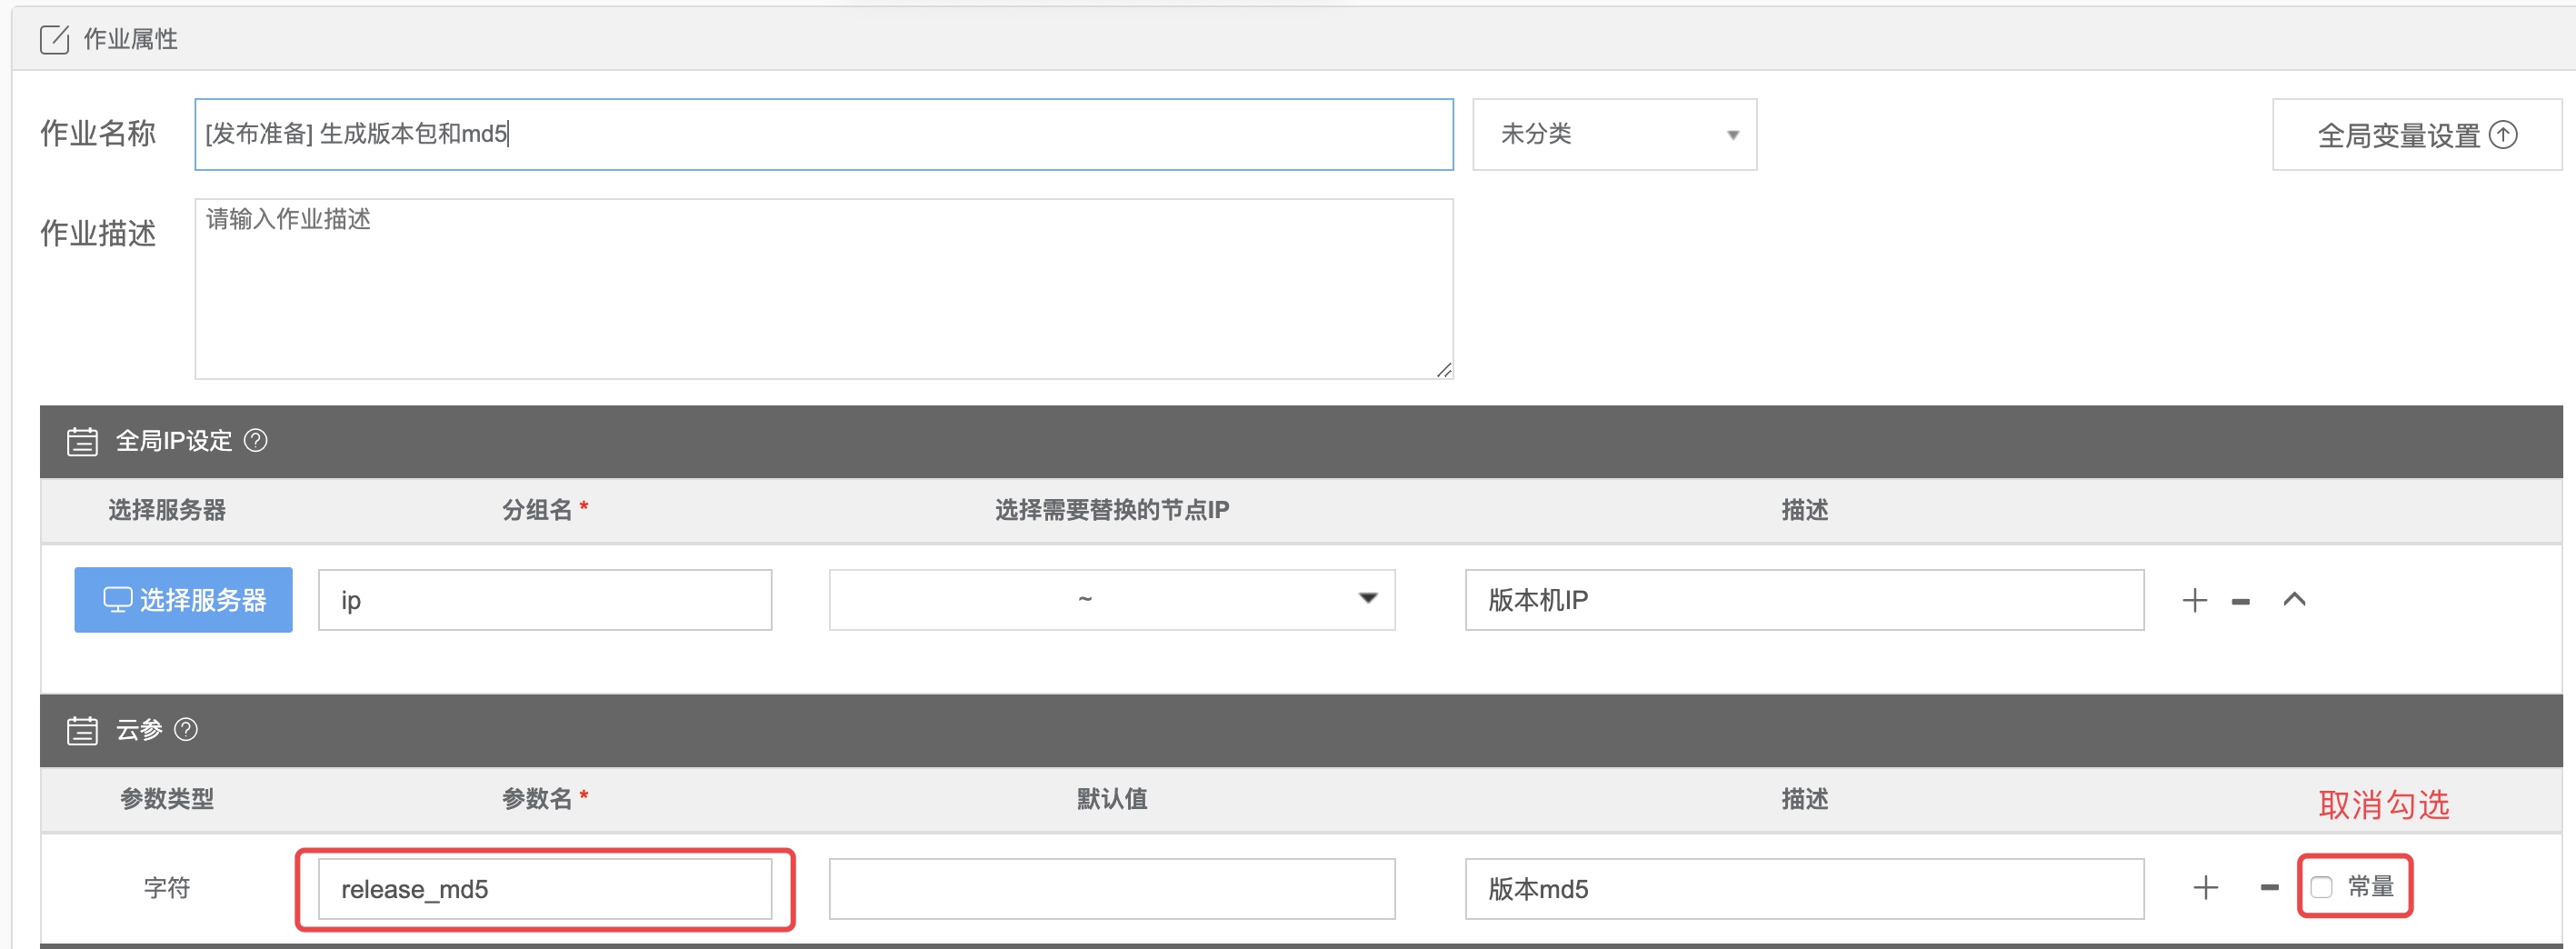 作业属性
作业名称 [发布准备] 生成版本包和md5 未分类 全局变量设置
作业描述 请输入作业描述
全局IP设定
选择服务器 分组名 * 选择需要替换的节点IP 描述
选择服务器 ip ~ 版本机IP
云参
参数类型 参数名 * 默认值 描述 取消勾选
字符 release_md5 版本md5 常量